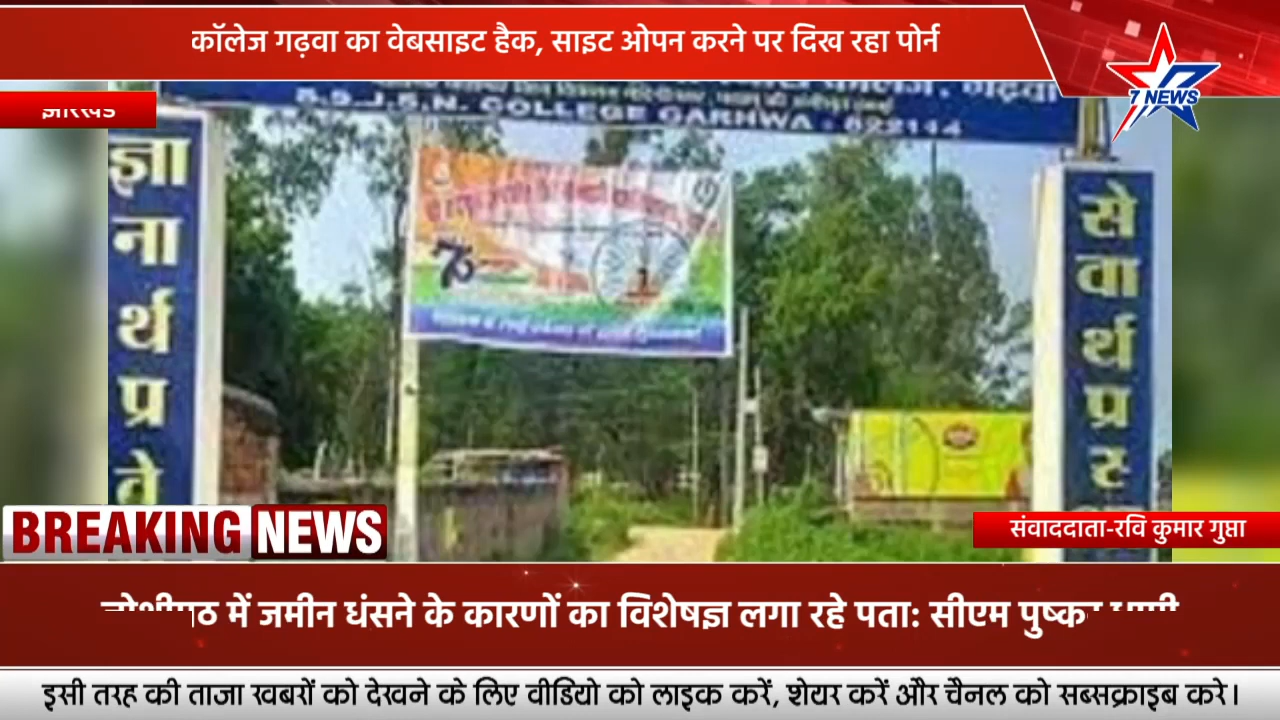 कॉलेज गढ़वा का वेबसाइट हैक, साइट ओपन करने पर दिख रहा पोर्न
7 NEWS
झारखंड
S.S.J.S.N. COLLEGE GARHWA - 822114
ज्ञा
ना
र्थ
प्र
वे
से
वा
र्थ
प्र
स्
75
BREAKING NEWS
संवाददाता-रवि कुमार गुप्ता
में जमीन धंसने के कारणों का विशेषज्ञ लगा रहे पता: सीएम
इसी तरह की ताजा खबरों को देखने के लिए वीडियो को लाइक करें, शेयर करें और चैनल को सब्सक्राइब करे।